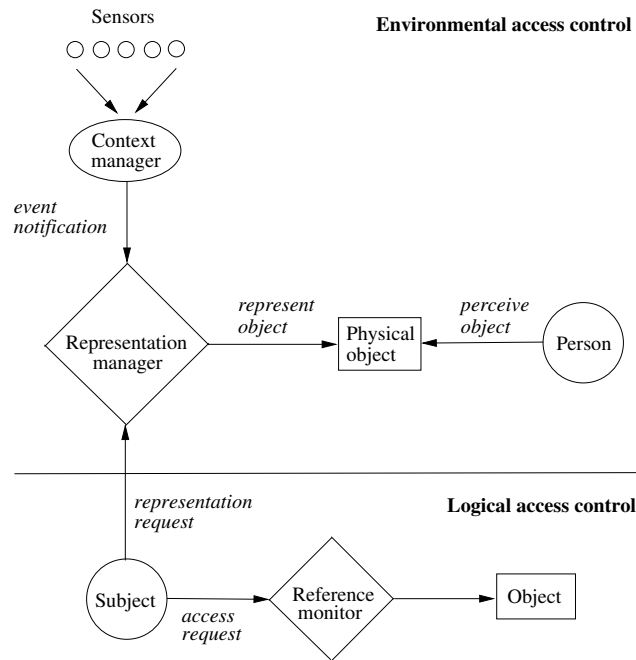 Sensors
Environmental access control
Context
manager
event
notification
represent
object
perceive
object
Representation
manager
Physical
object
Person
representation
request
Logical access control
Subject
access
request
Reference
monitor
Object